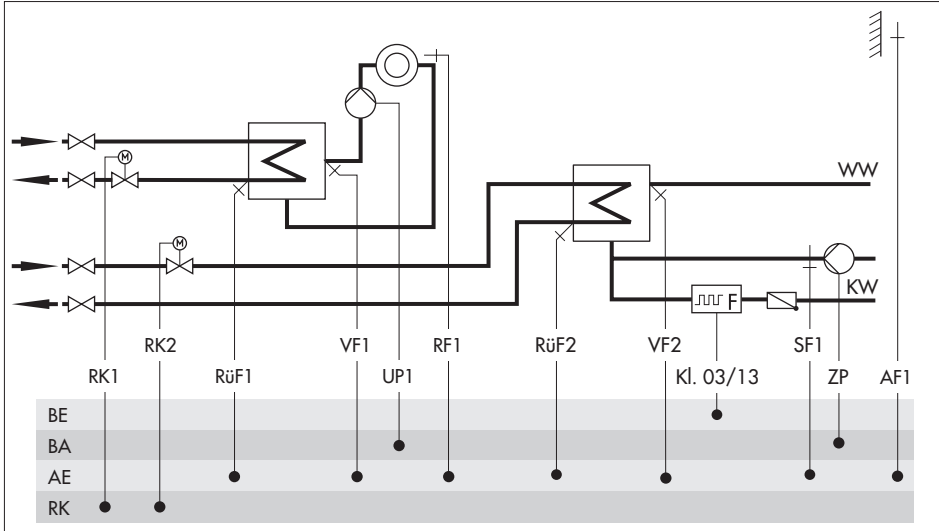 M
M
WW
F
KW
RK2 VF1 RF1 RüF2 VF2 SF1
RK1 RüF1 UP1 Kl. 03/13 ZP AF1
BE
BA
AE
RK